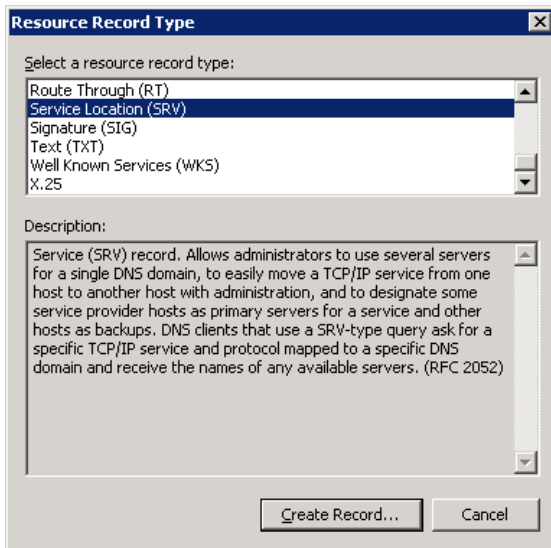 Resource Record Type
Select a resource record type:
Route Through (RT)
Service Location (SRV)
Signature (SIG)
Text (TXT)
Well Known Services (WKS)
X.25
Description:
Service (SRV) record. Allows administrators to use several servers
for a single DNS domain, to easily move a TCP/IP service from one
host to another host with administration, and to designate some
service provider hosts as primary servers for a service and other
hosts as backups. DNS clients that use a SRV-type query ask for a
specific TCP/IP service and protocol mapped to a specific DNS
domain and receive the names of any available servers. (RFC 2052)
Create Record... Cancel